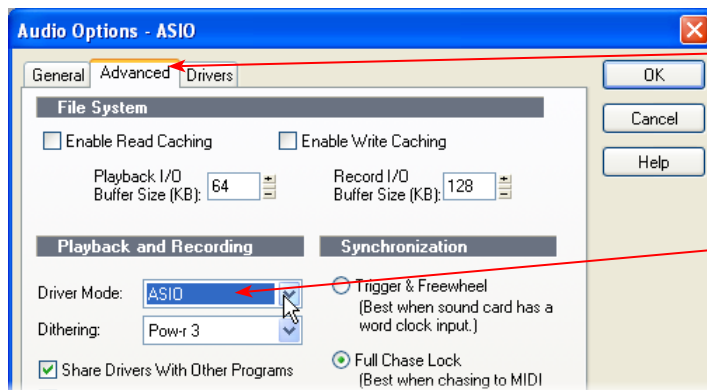 Audio Options - ASIO
General Advanced Drivers
OK
Cancel
Help
File System
Enable Read Caching Enable Write Caching
Playback I/O
Buffer Size (KB): 64
Record I/O
Buffer Size (KB): 128
Playback and Recording
Driver Mode: ASIO
Dithering: Pow-r 3
Share Drivers With Other Programs
Synchronization
Trigger & Freewheel
(Best when sound card has a
word clock input.)
Full Chase Lock
(Best when chasing to MIDI